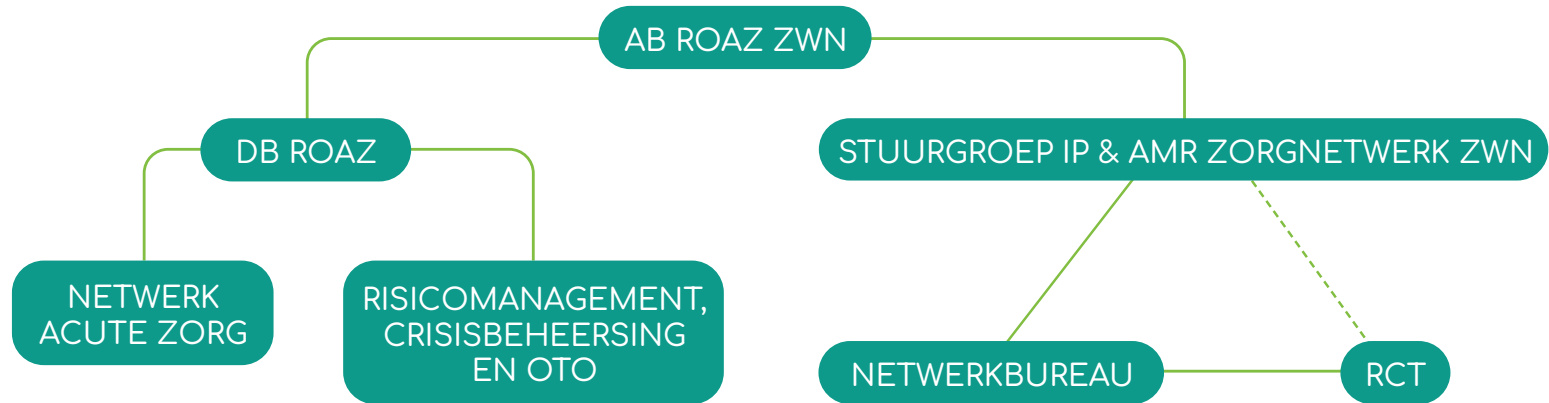 AB ROAZ ZWN
DB ROAZ
STUURGROEP IP & AMR ZORGNETWERK ZWN
NETWERK
ACUTE ZORG
RISICOMANAGEMENT,
CRISISBEHEERSING
EN OTO
NETWERKBUREAU
RCT